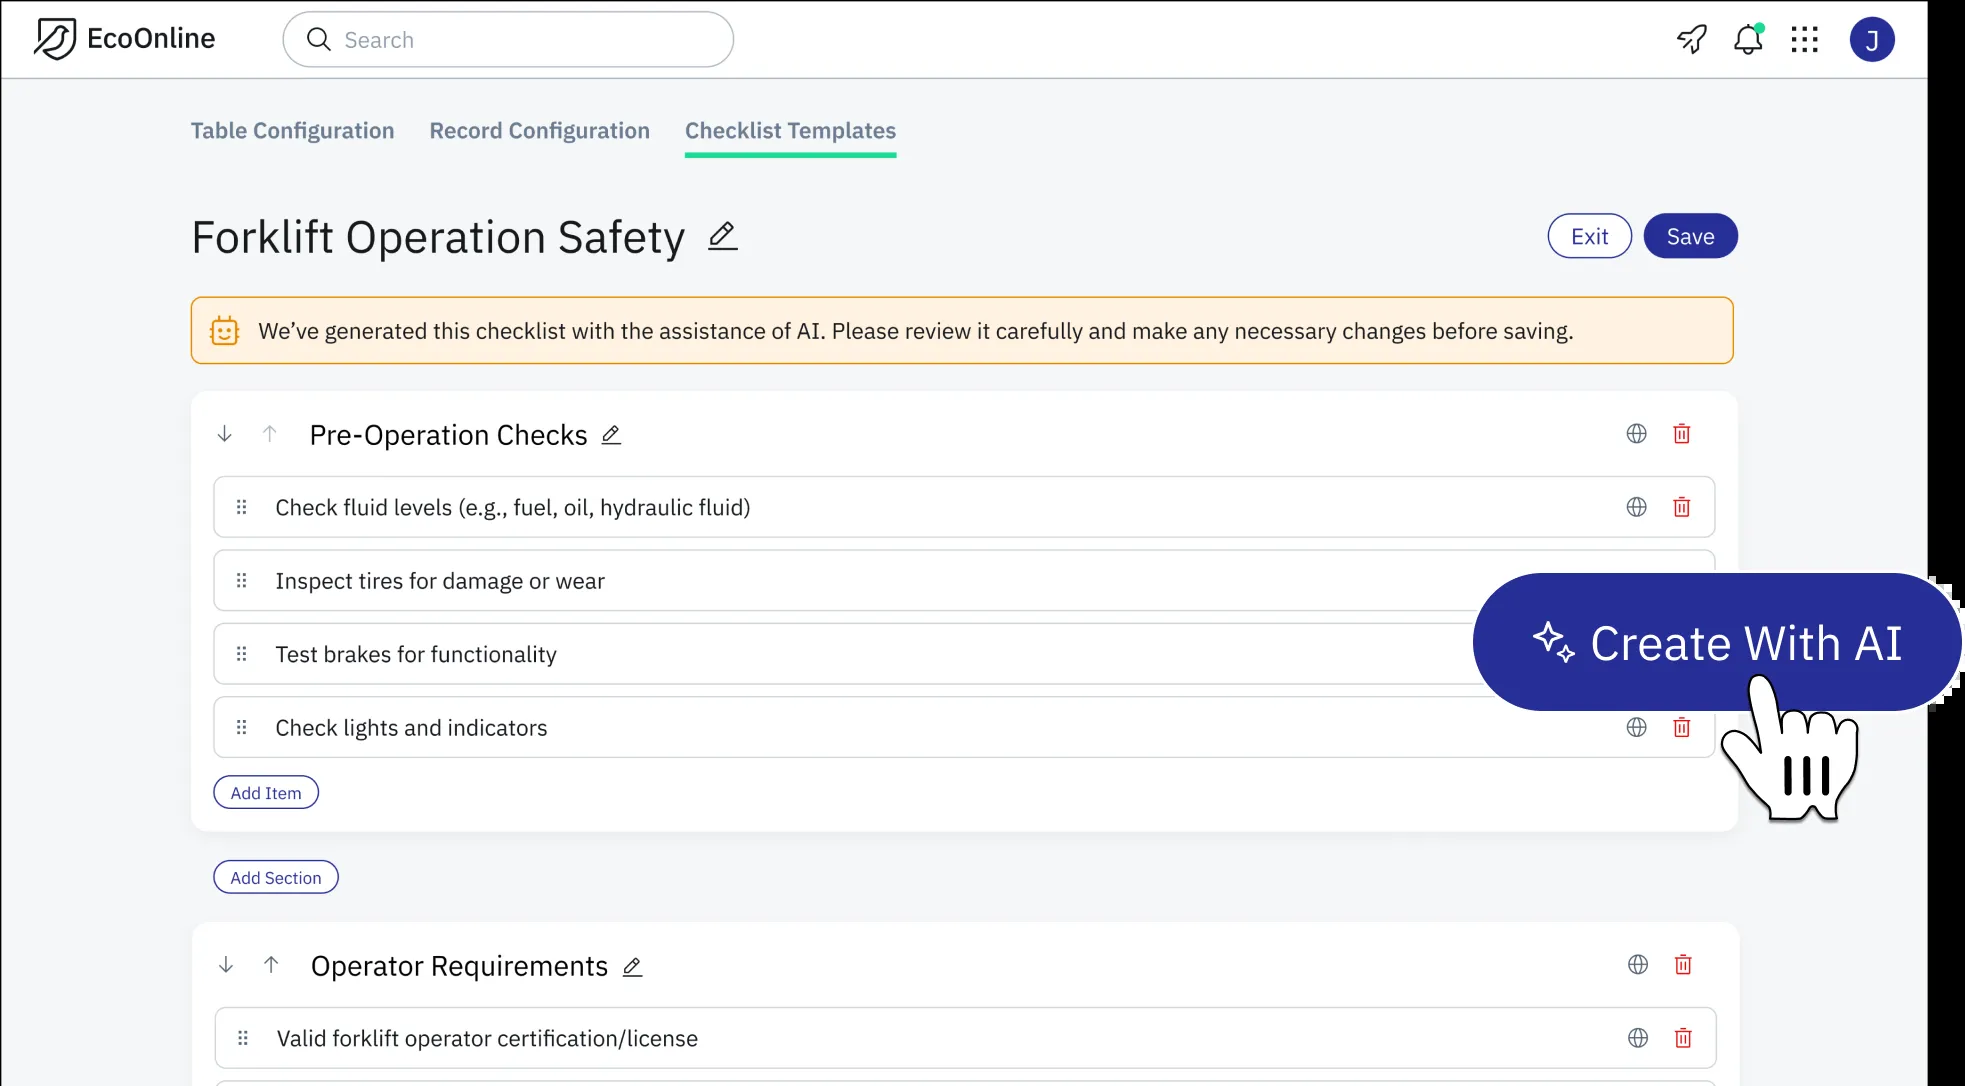 EcoOnline
Search
J
Table Configuration
Record Configuration
Checklist Templates
Forklift Operation Safety
Exit
Save
We’ve generated this checklist with the assistance of AI. Please review it carefully and make any necessary changes before saving.
Pre-Operation Checks
Check fluid levels (e.g., fuel, oil, hydraulic fluid)
Inspect tires for damage or wear
Create With AI
Test brakes for functionality
Check lights and indicators
Add Item
Add Section
Operator Requirements
Valid forklift operator certification/license